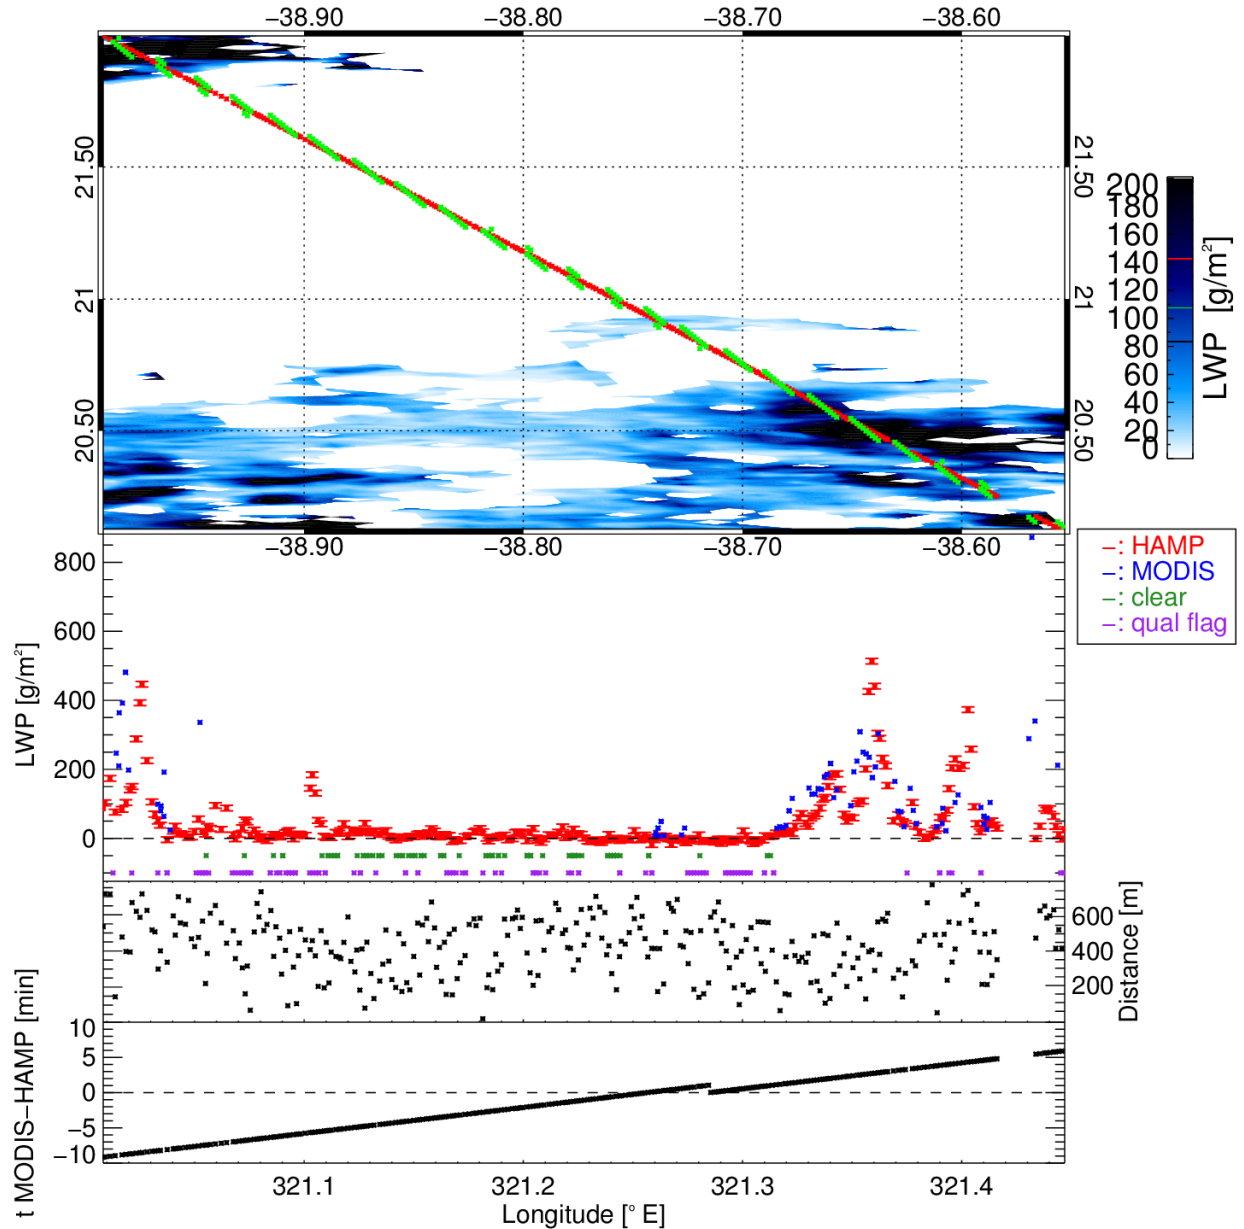 −38.90 −38.80 −38.70 −38.60
21.50
21
20.50
21.50
21
20.50
200
180
160
140
120
100
80
60
40
20
0
LWP [g/m²]
−38.90 −38.80 −38.70 −38.60
−: HAMP
−: MODIS
−: clear
−: qual flag
800
600
400
200
0
LWP [g/m²]
600
400
200
Distance [m]
10
5
0
−5
−10
t MODIS−HAMP [min]
321.1 321.2 321.3 321.4
Longitude [° E]